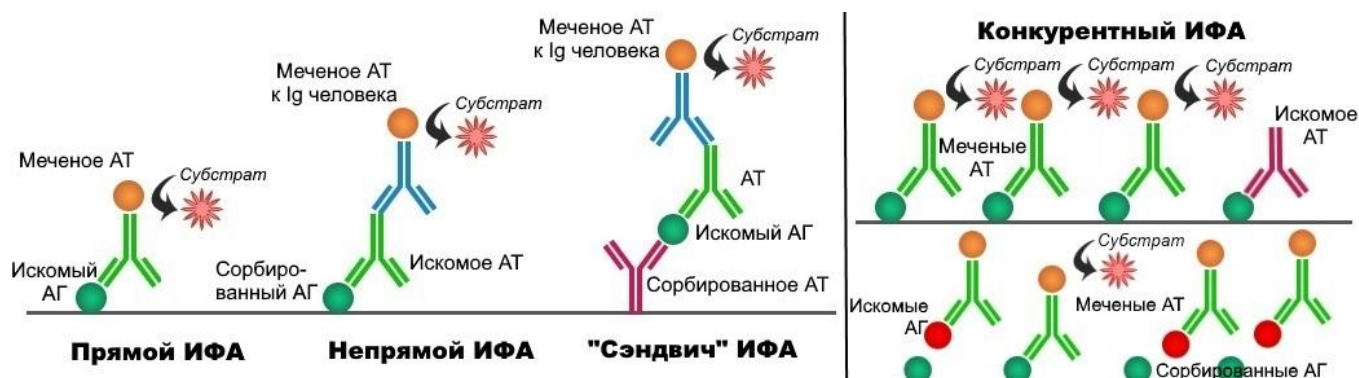 Меченое АТ
Субстрат
Искомый
АГ
Прямой ИФА
Меченое АТ
к Ig человека
Субстрат
Сорбиро-
ванный АГ
Искомое АТ
Непрямой ИФА
Меченое АТ
к Ig человека
Субстрат
АТ
Искомый АГ
Сорбированное АТ
"Сэндвич" ИФА
Конкурентный ИФА
Субстрат
Субстрат
Субстрат
Меченые
АТ
Искомое
АТ
Субстрат
Искомые
АГ
Меченые АТ
Сорбированные АГ